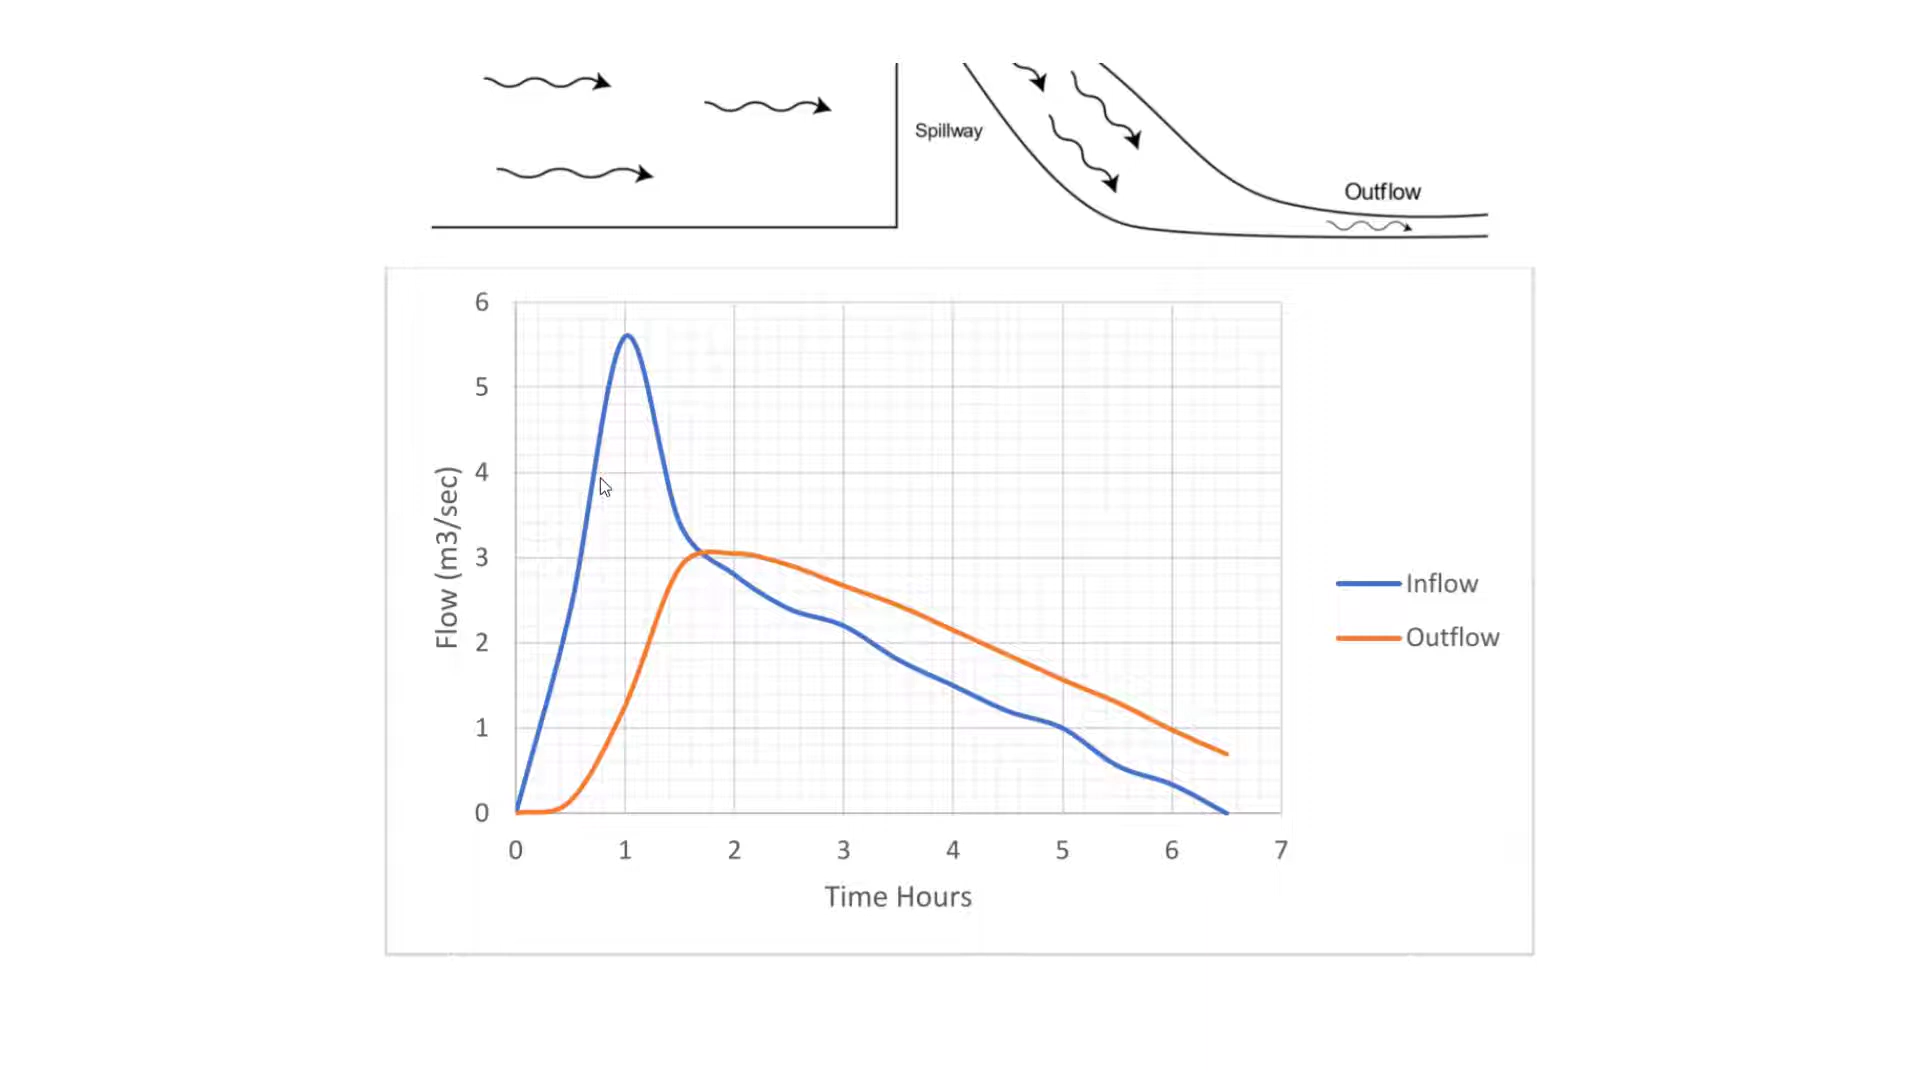 Spillway
Outflow
6
5
4
3
2
1
0
Flow (m3/sec)
0 1 2 3 4 5 6 7
Time Hours
Inflow
Outflow